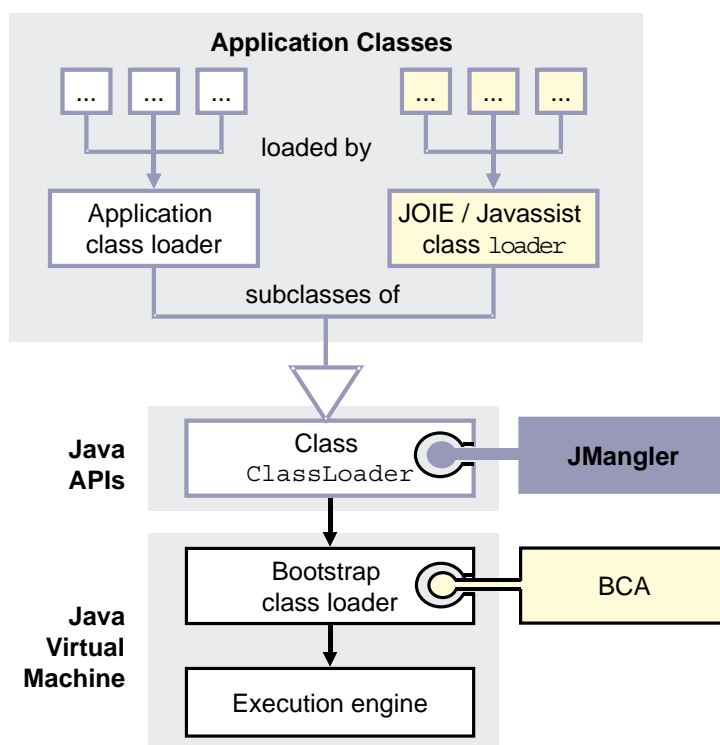 Application Classes
... ... ... ... ... ...
loaded by
Application
class loader
JOIE / Javassist
class loader
subclasses of
Java
APIs
Class
ClassLoader
JMangler
Java
Virtual
Machine
Bootstrap
class loader
BCA
Execution engine